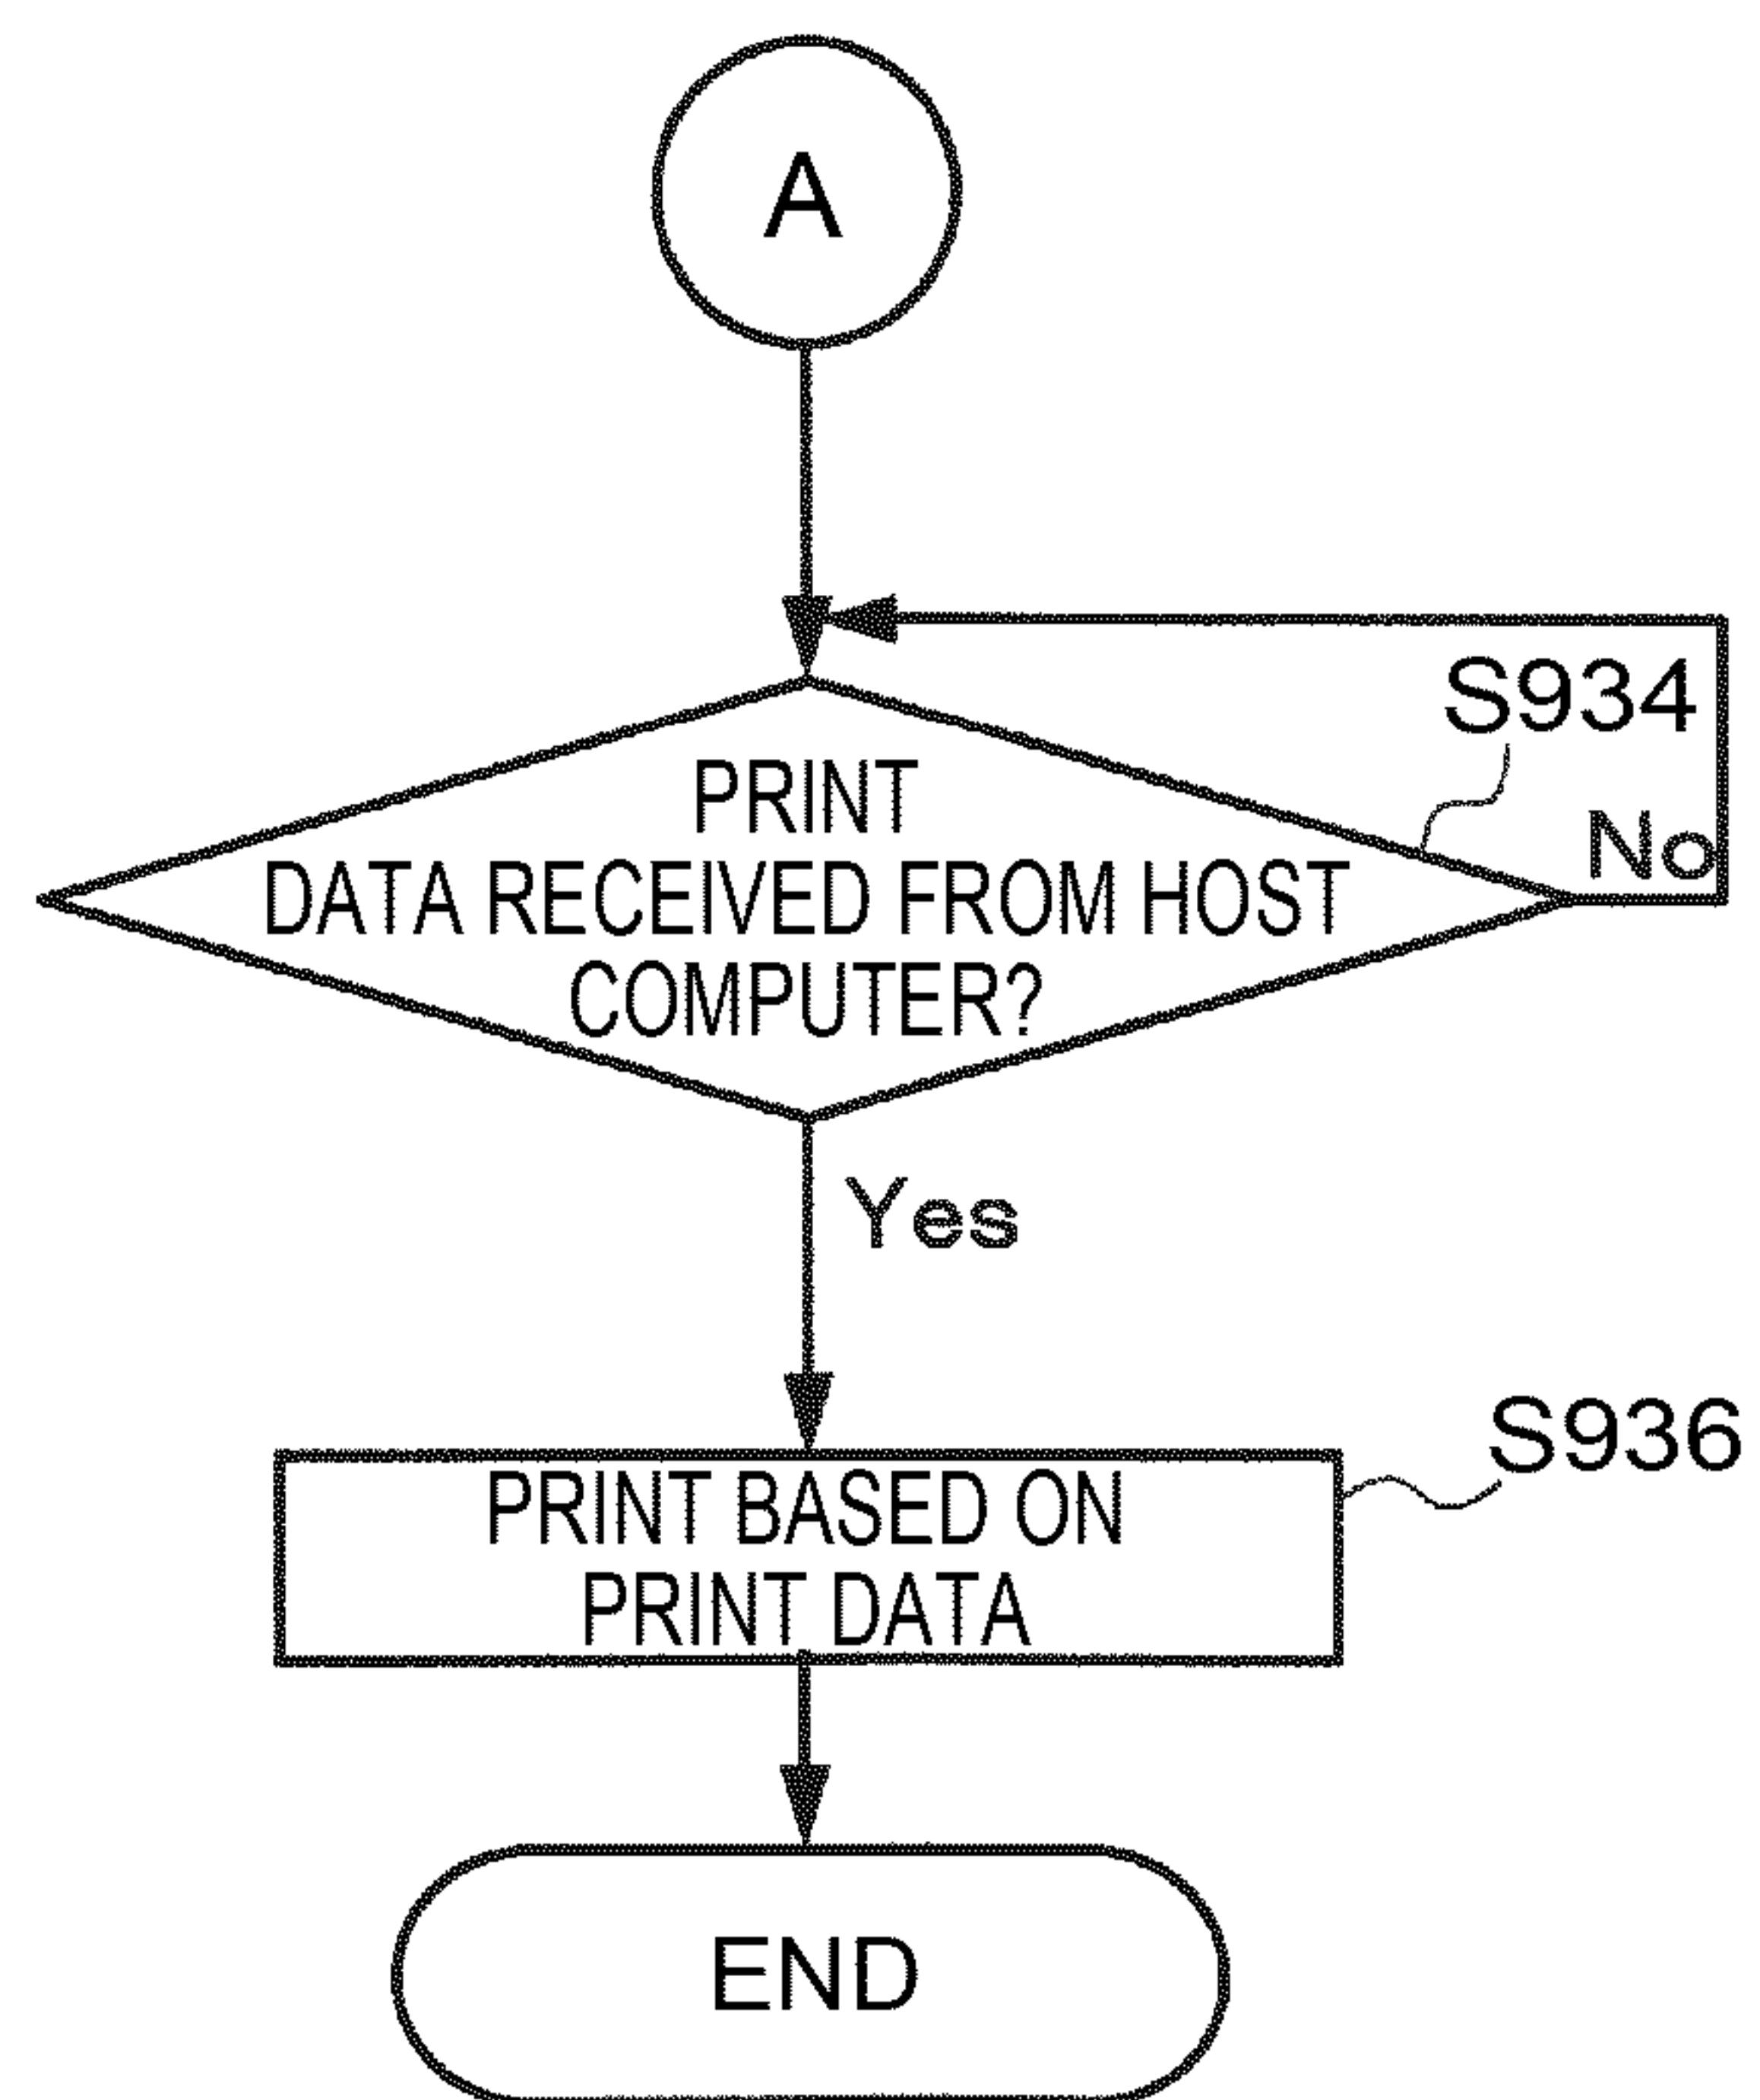 A
S934
PRINT
DATA RECEIVED FROM HOST
COMPUTER?
No
Yes
S936
PRINT BASED ON
PRINT DATA
END